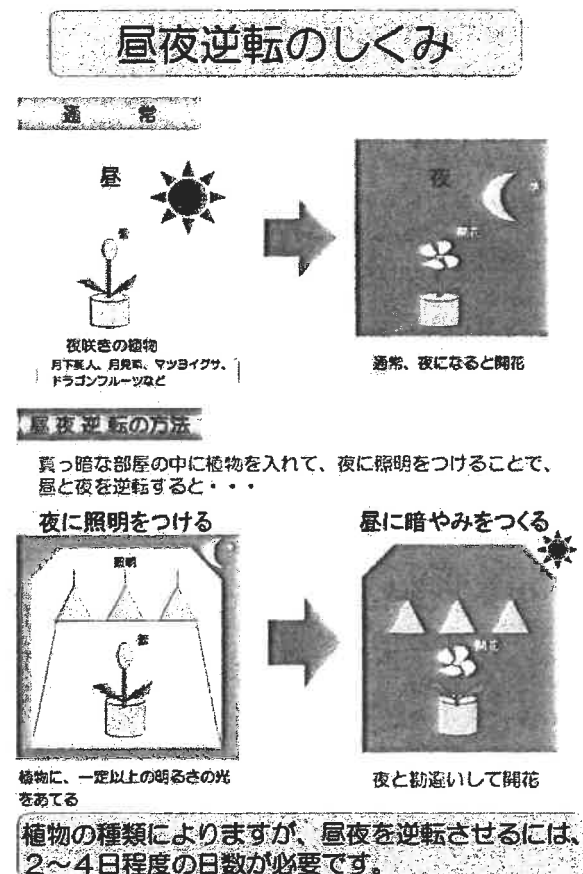 昼夜逆転のしくみ
通　常
昼
夜
蕾
開花
夜咲きの植物
月下美人、月見草、マツヨイグサ、
ドラゴンフルーツなど
通常、夜になると開花
昼夜逆転の方法
真っ暗な部屋の中に植物を入れて、夜に照明をつけることで、
昼と夜を逆転すると・・・
夜に照明をつける
昼に暗やみをつくる
照明
蕾
開花
植物に、一定以上の明るさの光
をあてる
夜と勘違いして開花
植物の種類によりますが、昼夜を逆転させるには、
２～４日程度の日数が必要です。